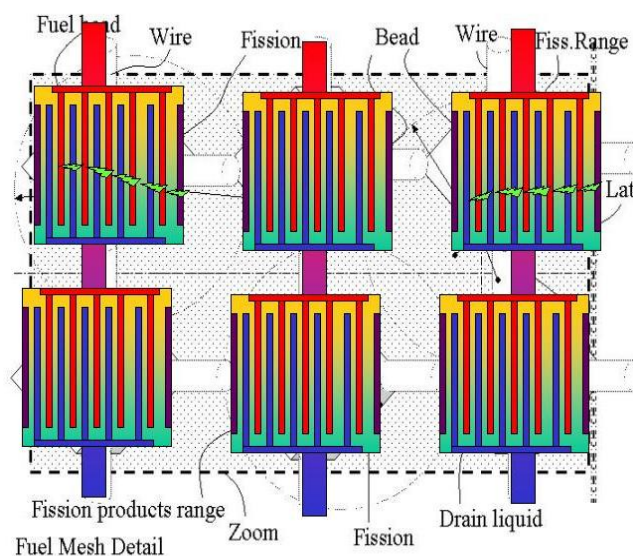 Fuel bead
Wire
Fission
Bead
Wire
Fiss.Range
Lat
Fission products range
Zoom
Fission
Drain liquid
Fuel Mesh Detail